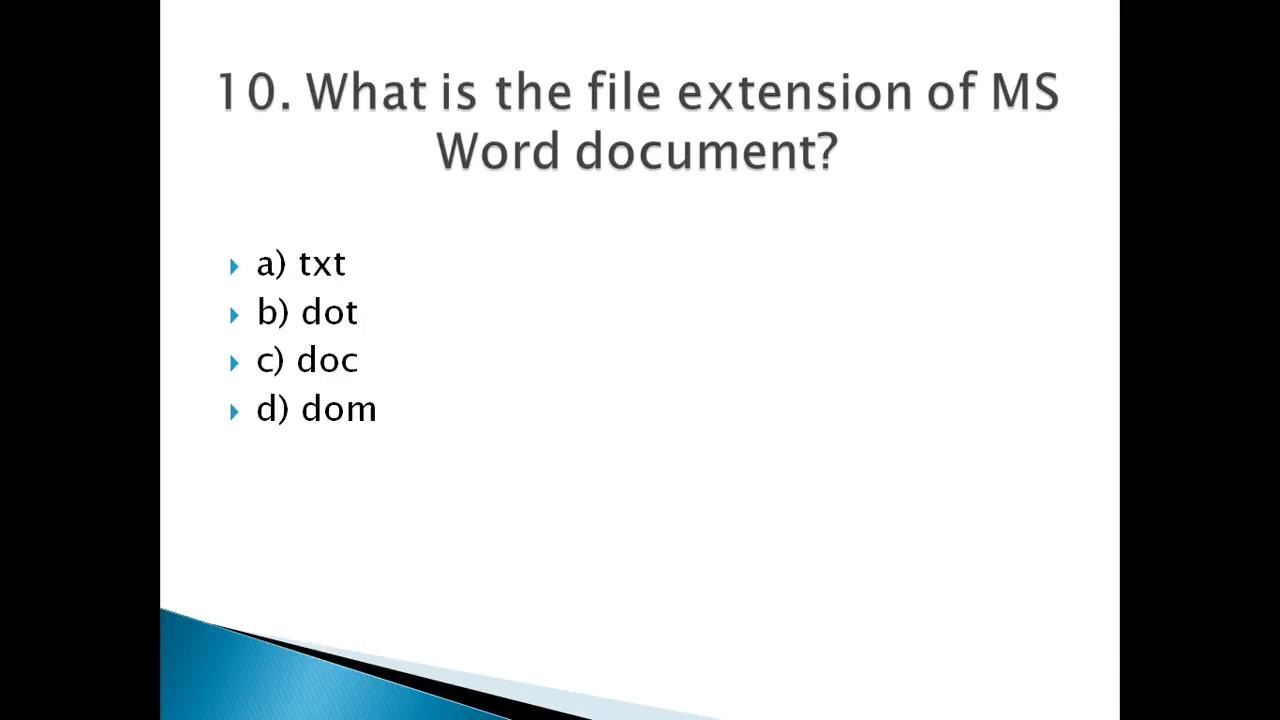 10. What is the file extension of MS
Word document?
a) txt
b) dot
c) doc
d) dom